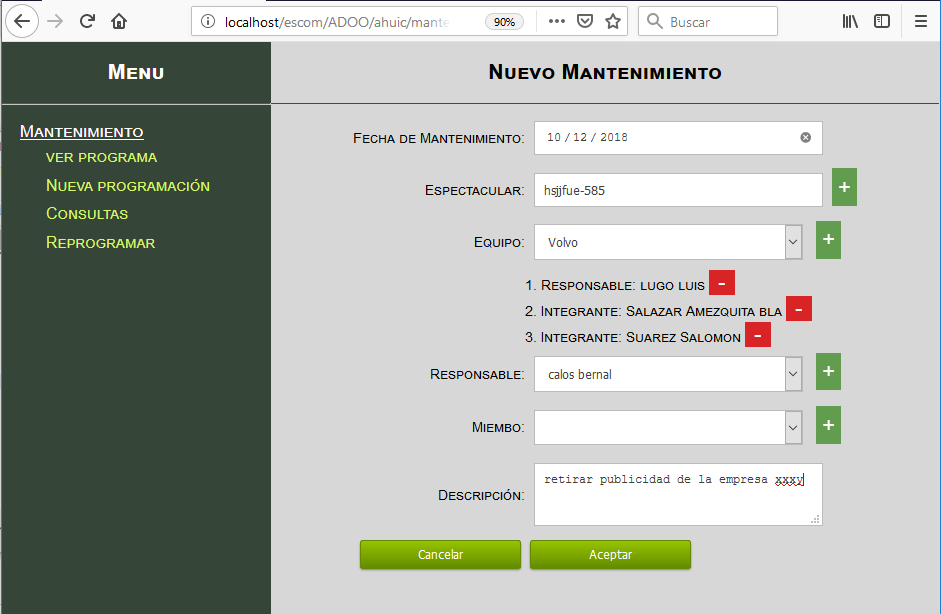 localhost/escom/ADOO/ahuic/mante
90%
Buscar
Menu
Nuevo Mantenimiento
Mantenimiento
ver programa
Nueva programación
Consultas
Reprogramar
Fecha de Mantenimiento:
10 / 12 / 2018
Espectacular:
hsjjfue-585
+
Equipo:
Volvo
+
1. Responsable: lugo luis -
2. Integrante: Salazar Amezquita bla -
3. Integrante: Suarez Salomon -
Responsable:
calos bernal
+
Miembo:
+
Descripción:
retirar publicidad de la empresa xxxy
Cancelar
Aceptar